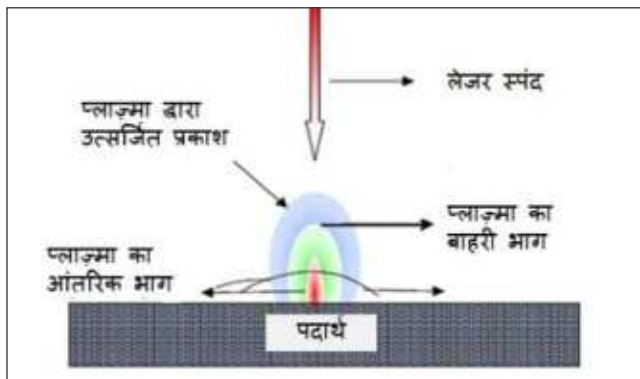 लेजर स्पंद
प्लाज़्मा द्वारा
उत्सर्जित प्रकाश
प्लाज़्मा का
बाहरी भाग
प्लाज़्मा का
आंतरिक भाग
पदार्थ